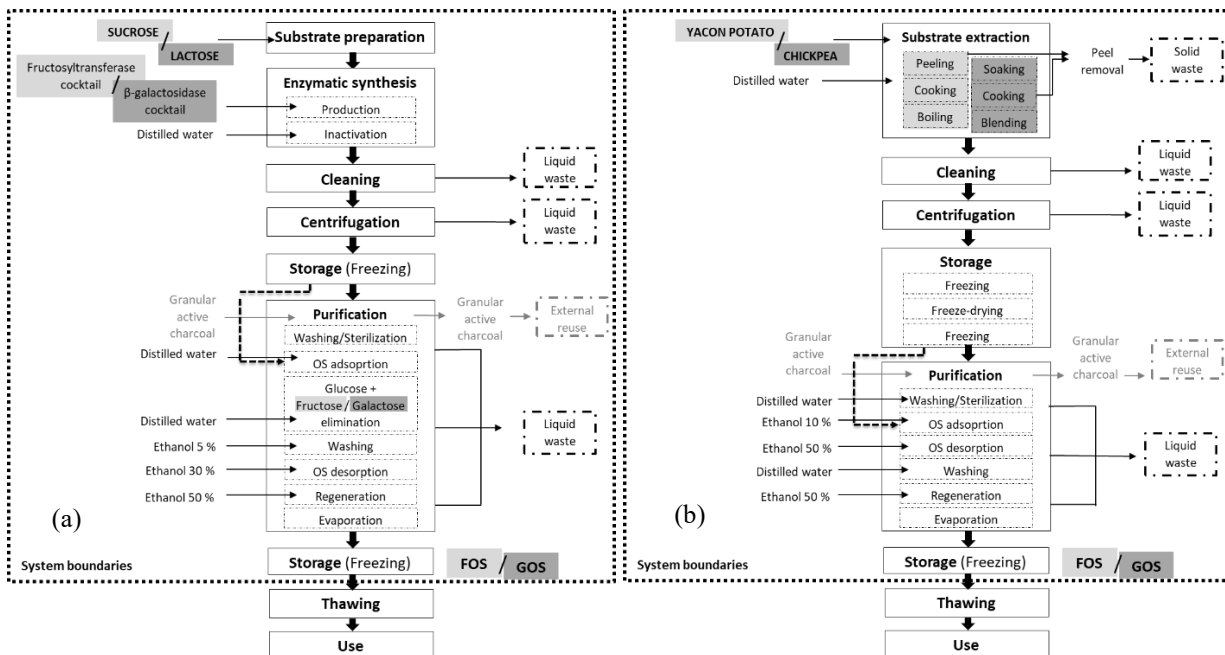 SUCROSE
/
LACTOSE
Substrate preparation
Fructosyltransferase
cocktail
/
β-galactosidase
cocktail
Distilled water
Enzymatic synthesis
Production
Inactivation
Cleaning
Liquid
waste
Centrifugation
Liquid
waste
Storage (Freezing)
Granular
active
charcoal
Purification
Granular
active
charcoal
External
reuse
Washing/Sterilization
Distilled water
OS adsoprtion
Glucose +
Fructose / Galactose
elimination
Distilled water
Liquid
waste
Ethanol 5 %
Washing
Ethanol 30 %
OS desorption
Ethanol 50 %
Regeneration
Evaporation
(a)
System boundaries
Storage (Freezing)
FOS / GOS
Thawing
Use
YACON POTATO
/
CHICKPEA
Distilled water
Substrate extraction
Peeling
Cooking
Boiling
Soaking
Cooking
Blending
Peel
removal
Solid
waste
Cleaning
Liquid
waste
Centrifugation
Liquid
waste
Storage
Freezing
Freeze-drying
Freezing
Granular
active
charcoal
Purification
Granular
active
charcoal
External
reuse
Distilled water
Washing/Sterilization
Ethanol 10 %
OS adsoprtion
Ethanol 50 %
OS desorption
Liquid
waste
Distilled water
Washing
Ethanol 50 %
Regeneration
Evaporation
(b)
System boundaries
Storage (Freezing)
FOS / GOS
Thawing
Use